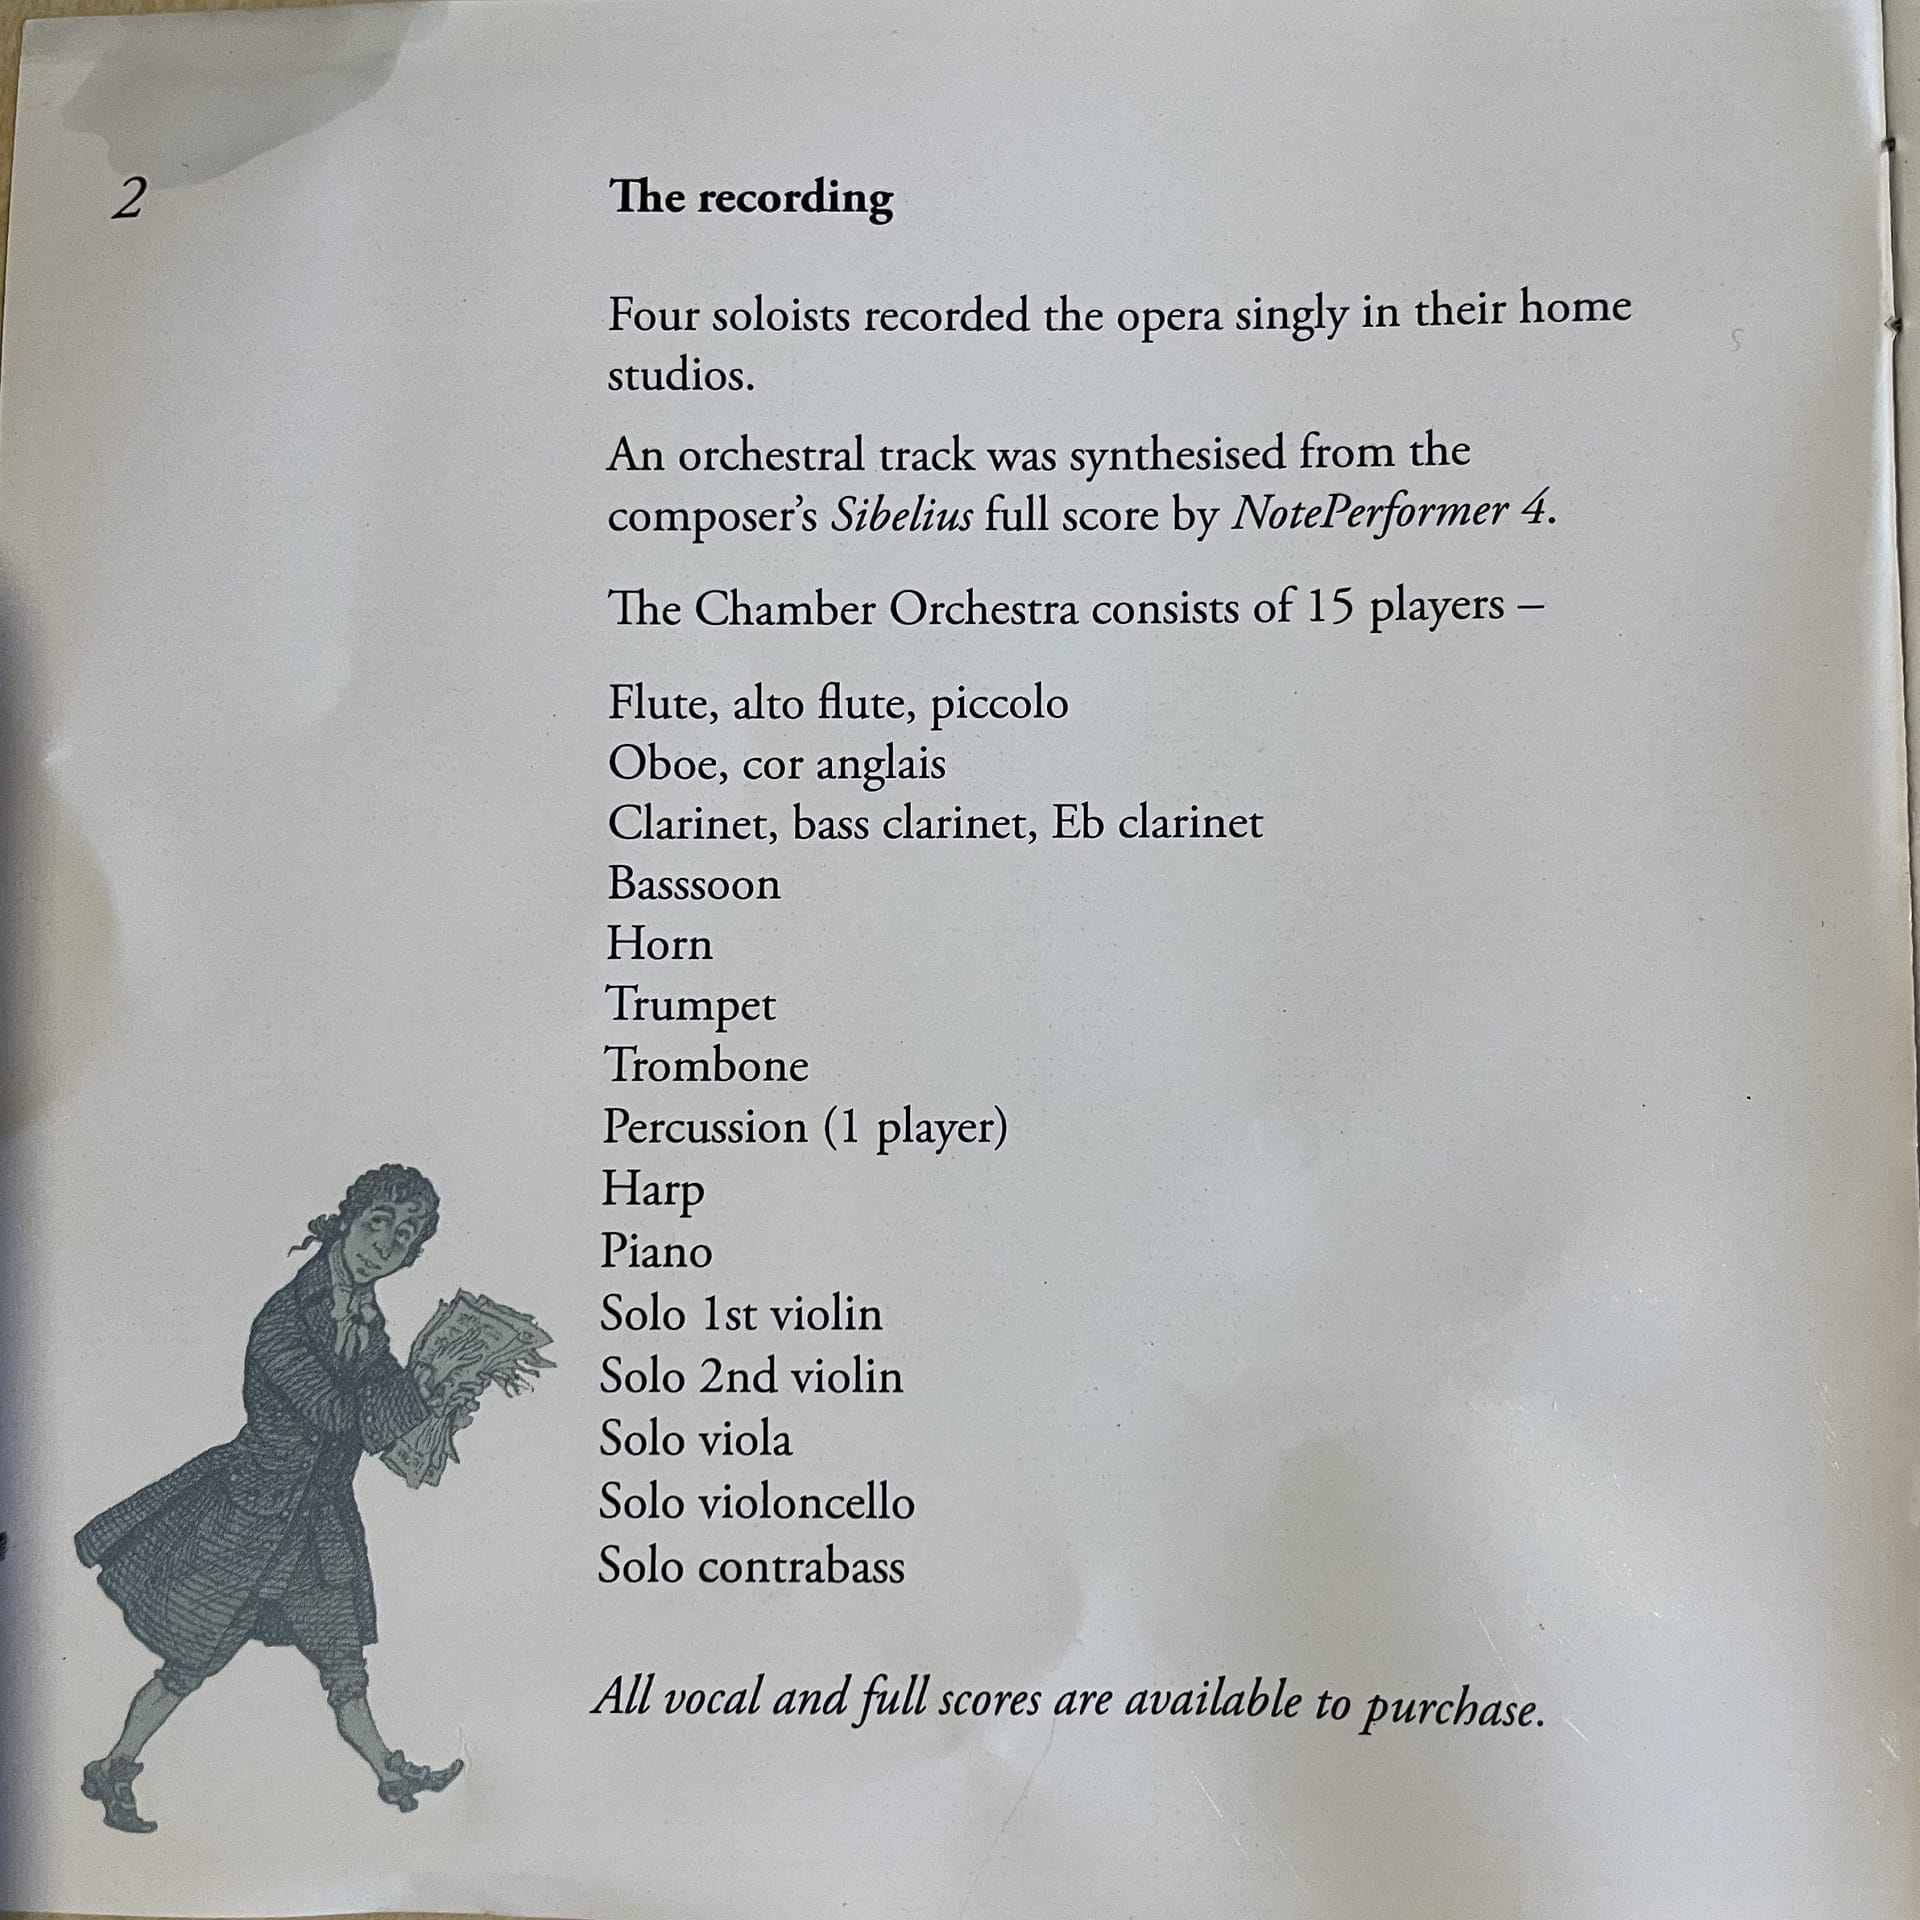 2
The recording
Four soloists recorded the opera singly in their home
studios.
An orchestral track was synthesised from the
composer’s Sibelius full score by NotePerformer 4.
The Chamber Orchestra consists of 15 players –
Flute, alto flute, piccolo
Oboe, cor anglais
Clarinet, bass clarinet, Eb clarinet
Basssoon
Horn
Trumpet
Trombone
Percussion (1 player)
Harp
Piano
Solo 1st violin
Solo 2nd violin
Solo viola
Solo violoncello
Solo contrabass
All vocal and full scores are available to purchase.